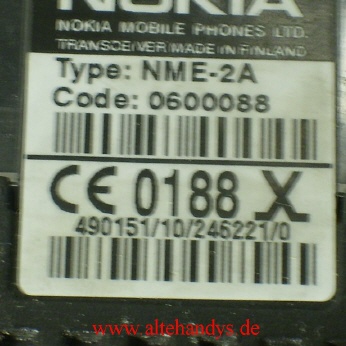 NOKIA
NOKIA MOBILE PHONES LTD.
TRANSCEIVER MADE IN FINLAND
Type: NME-2A
Code: 0600088
CE 0188 X
490151/10/246221/0
www.altehandys.de